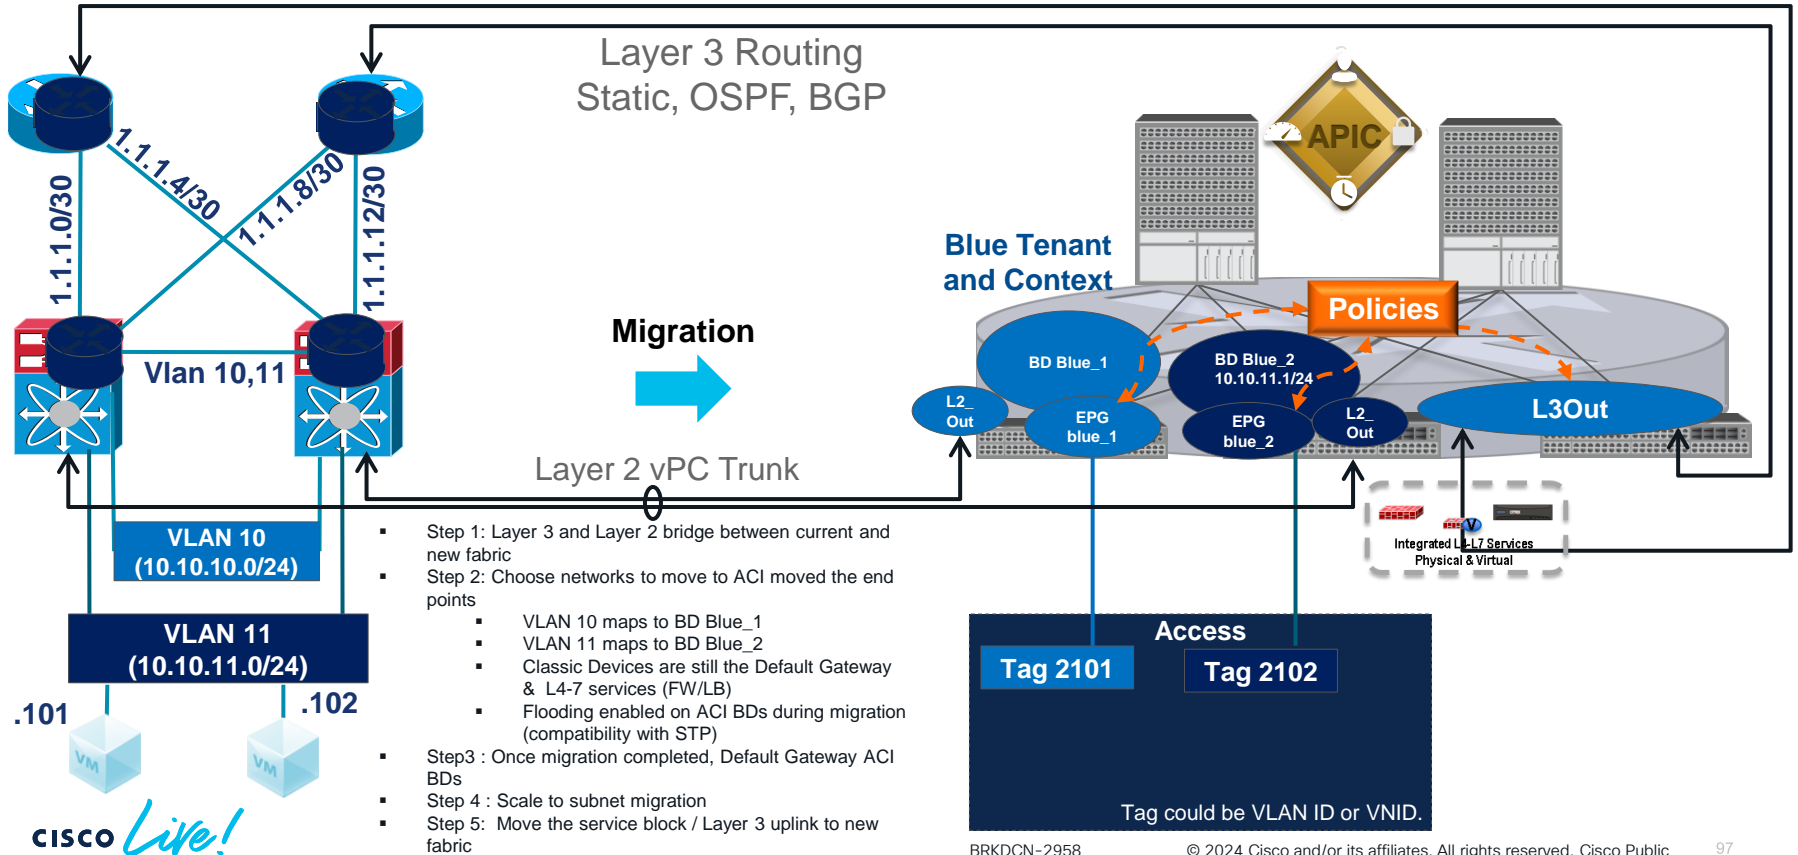 Layer 3 Routing
Static, OSPF, BGP
APIC
1.1.1.4/30
1.1.1.8/30
1.1.1.0/30
1.1.1.12/30
Vlan 10,11
Migration
Blue Tenant
and Context
Policies
BD Blue_1
BD Blue_2
10.10.11.1/24
L2_
Out
EPG
blue_1
EPG
blue_2
L2_
Out
L3Out
Layer 2 vPC Trunk
VLAN 10
(10.10.10.0/24)
VLAN 11
(10.10.11.0/24)
.101
.102
VM
VM
▪ Step 1: Layer 3 and Layer 2 bridge between current and
new fabric
▪ Step 2: Choose networks to move to ACI moved the end
points
▪ VLAN 10 maps to BD Blue_1
▪ VLAN 11 maps to BD Blue_2
▪ Classic Devices are still the Default Gateway
& L4-7 services (FW/LB)
▪ Flooding enabled on ACI BDs during migration
(compatibility with STP)
▪ Step3 : Once migration completed, Default Gateway ACI
BDs
▪ Step 4 : Scale to subnet migration
▪ Step 5: Move the service block / Layer 3 uplink to new
fabric
V
Integrated L4-L7 Services
Physical & Virtual
Access
Tag 2101
Tag 2102
Tag could be VLAN ID or VNID.
CISCO Live!
BRKDCN-2958
© 2024 Cisco and/or its affiliates. All rights reserved. Cisco Public
97